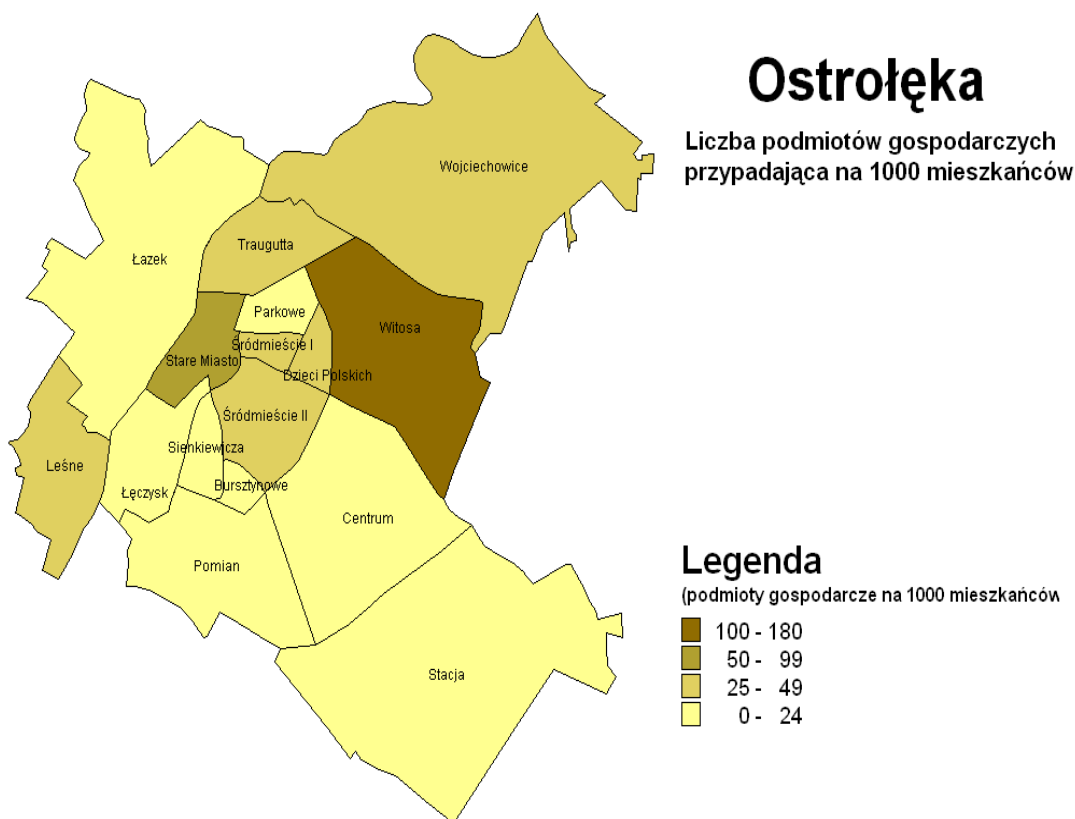 Ostrołęka
Liczba podmiotów gospodarczych
przypadająca na 1000 mieszkańców
Wojciechowice
Traugutta
Łazek
Parkowe
Witosa
Śródmieście I
Stare Miasto
Dzieci Polskich
Śródmieście II
Sienkiewicza
Leśne
Bursztynowe
Łęczysk
Centrum
Pomian
Stacja
Legenda
(podmioty gospodarcze na 1000 mieszkańców
100 - 180
50 - 99
25 - 49
0 - 24